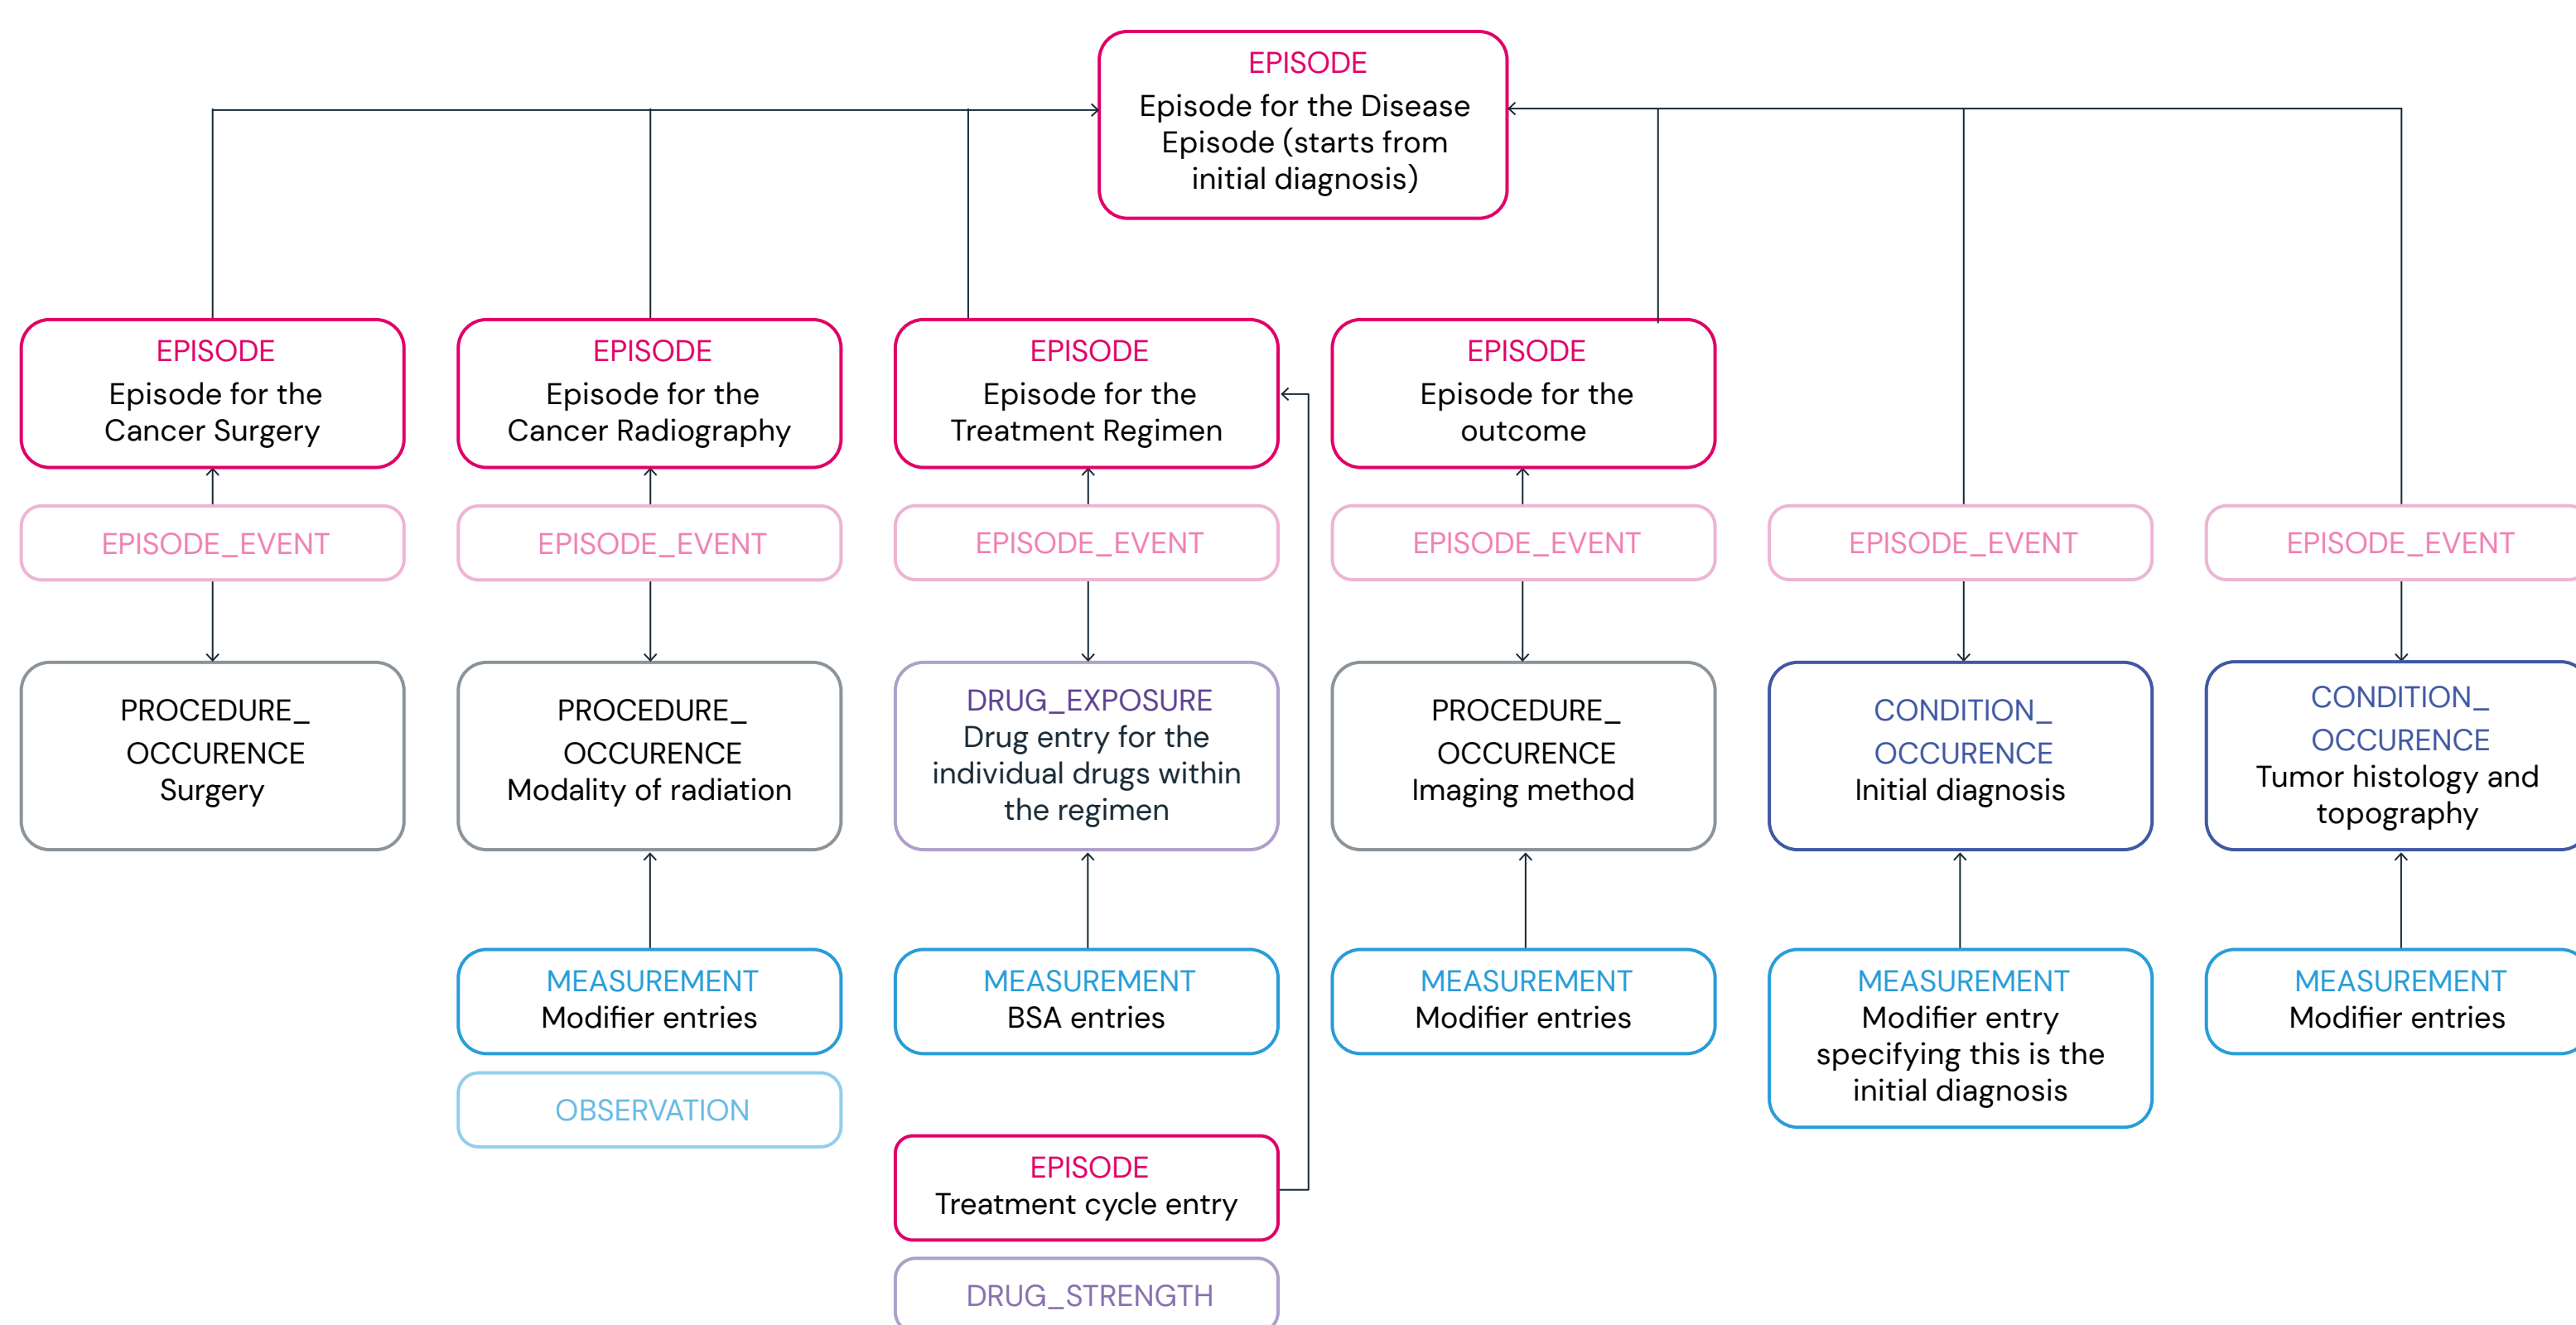 EPISODE
Episode for the Disease
Episode (starts from
initial diagnosis)
EPISODE
Episode for the
Cancer Surgery
EPISODE
Episode for the
Cancer Radiography
EPISODE
Episode for the
Treatment Regimen
EPISODE
Episode for the
outcome
EPISODE_EVENT
EPISODE_EVENT
EPISODE_EVENT
EPISODE_EVENT
EPISODE_EVENT
EPISODE_EVENT
PROCEDURE_
OCCURENCE
Surgery
PROCEDURE_
OCCURENCE
Modality of radiation
DRUG_EXPOSURE
Drug entry for the
individual drugs within
the regimen
PROCEDURE_
OCCURENCE
Imaging method
CONDITION_
OCCURENCE
Initial diagnosis
CONDITION_
OCCURENCE
Tumor histology and
topography
MEASUREMENT
Modifier entries
MEASUREMENT
BSA entries
MEASUREMENT
Modifier entries
MEASUREMENT
Modifier entry
specifying this is the
initial diagnosis
MEASUREMENT
Modifier entries
OBSERVATION
EPISODE
Treatment cycle entry
DRUG_STRENGTH